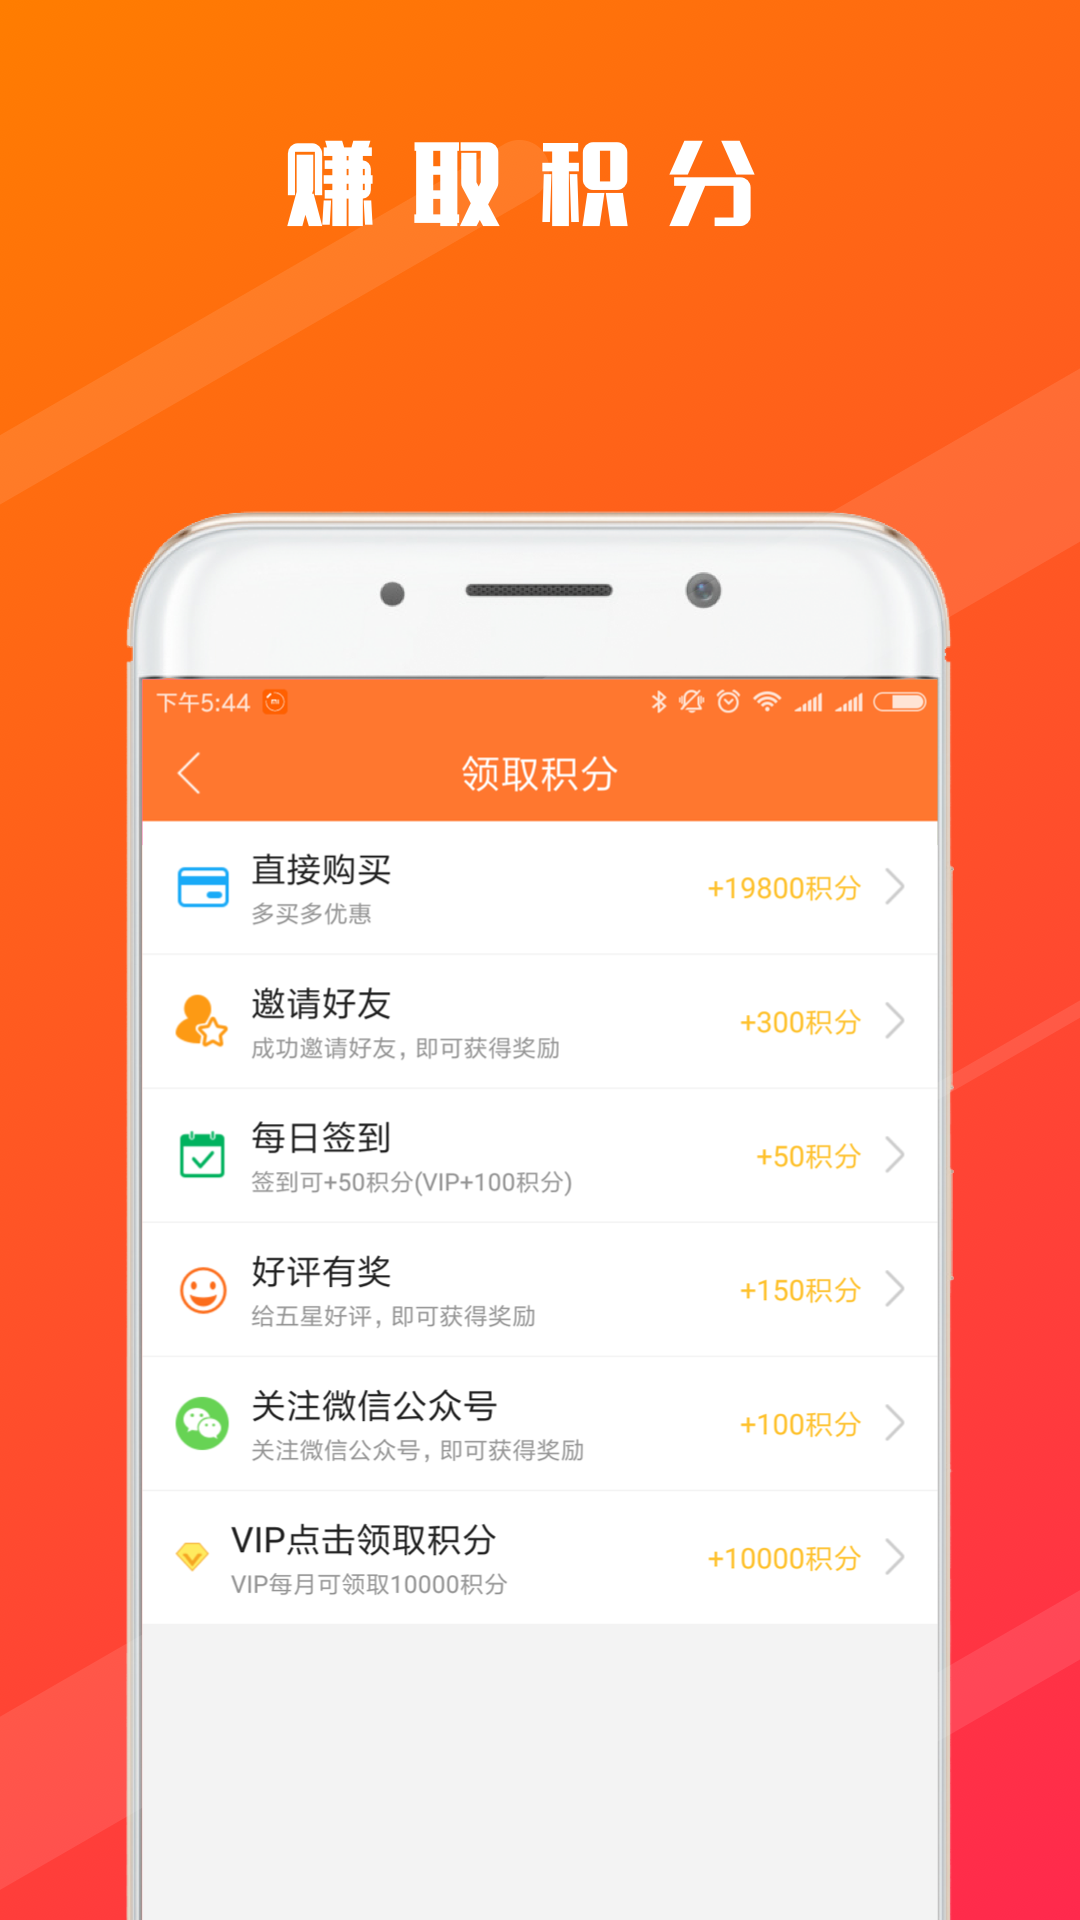 赚取积分
下午5:44
领取积分
直接购买
多买多优惠
+19800积分
邀请好友
成功邀请好友，即可获得奖励
+300积分
每日签到
签到可+50积分(VIP+100积分)
+50积分
好评有奖
给五星好评，即可获得奖励
+150积分
关注微信公众号
关注微信公众号，即可获得奖励
+100积分
VIP点击领取积分
VIP每月可领取10000积分
+10000积分